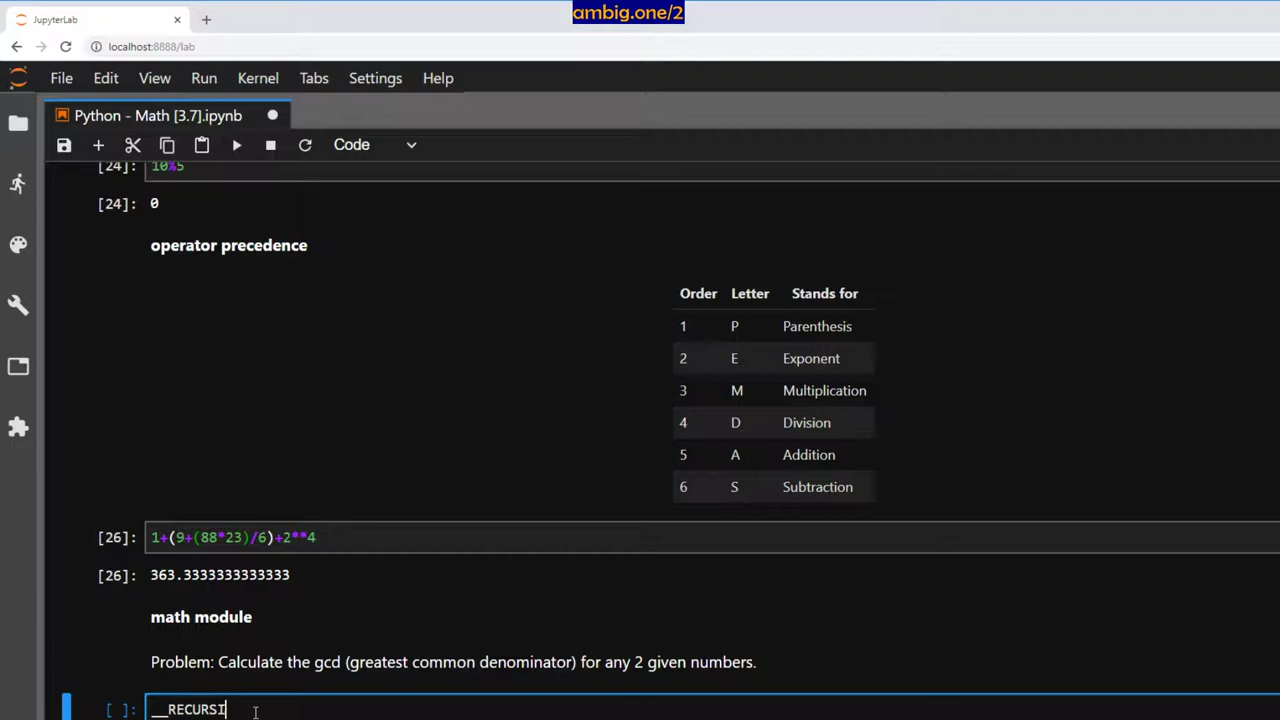 ambig.one/2
JupyterLab
localhost:8888/lab
File Edit View Run Kernel Tabs Settings Help
Python - Math [3.7].ipynb
Code
[24]: 10%5
[24]: 0
operator precedence
Order Letter Stands for
1 P Parenthesis
2 E Exponent
3 M Multiplication
4 D Division
5 A Addition
6 S Subtraction
[26]: 1+(9+(88*23)/6)+2**4
[26]: 363.3333333333333
math module
Problem: Calculate the gcd (greatest common denominator) for any 2 given numbers.
[ ]: __RECURSI